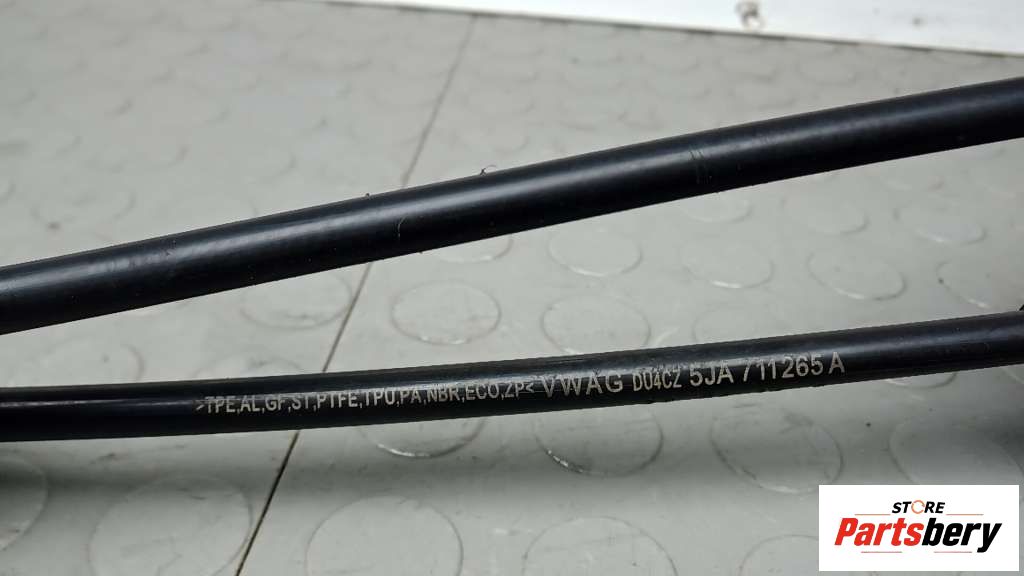 >TPE,AL,GF,ST,PTFE,TPU,PA,NBR,ECO,ZP< VWAG D04CZ 5JA 711265 A
STORE
Partsbery